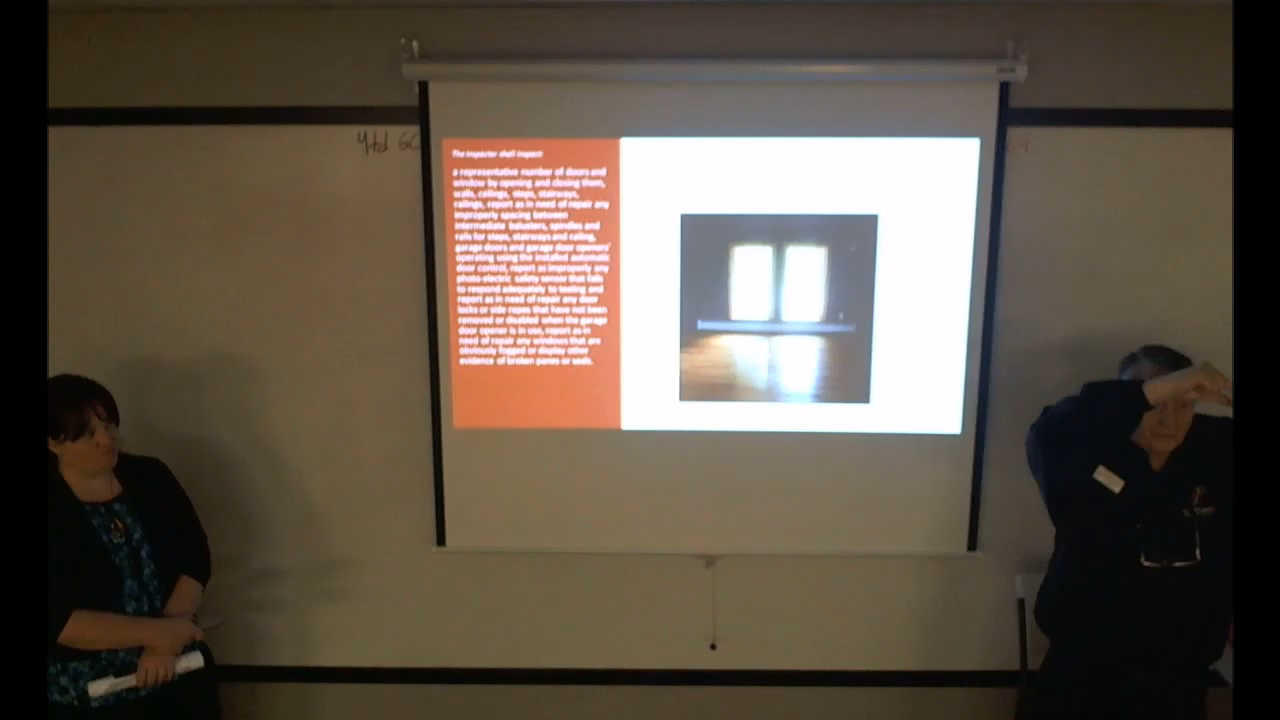 The inspector shall inspect:
a representative number of doors and
window by opening and closing them,
walls, ceilings, steps, stairways,
railings, report as in need of repair any
improperly spacing between
intermediate balusters, spindles and
rails for steps, stairways and railing,
garage doors and garage door openers'
operating using the installed automatic
door control, report as improperly any
photo-electric safety sensor that fails
to respond adequately to testing and
report as in need of repair any door
locks or side ropes that have not been
removed or disabled when the garage
door opener is in use, report as in
need of repair any windows that are
obviously fogged or display other
evidence of broken panes or seals.